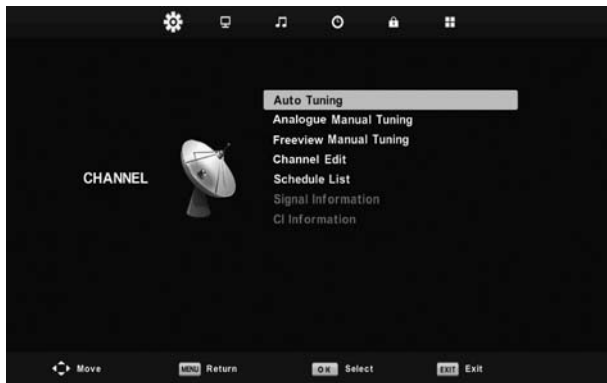 Auto Tuning
Analogue Manual Tuning
Freeview Manual Tuning
Channel Edit
CHANNEL
Schedule List
Signal Information
CI Information
Move
MENU Return
OK Select
EXIT Exit